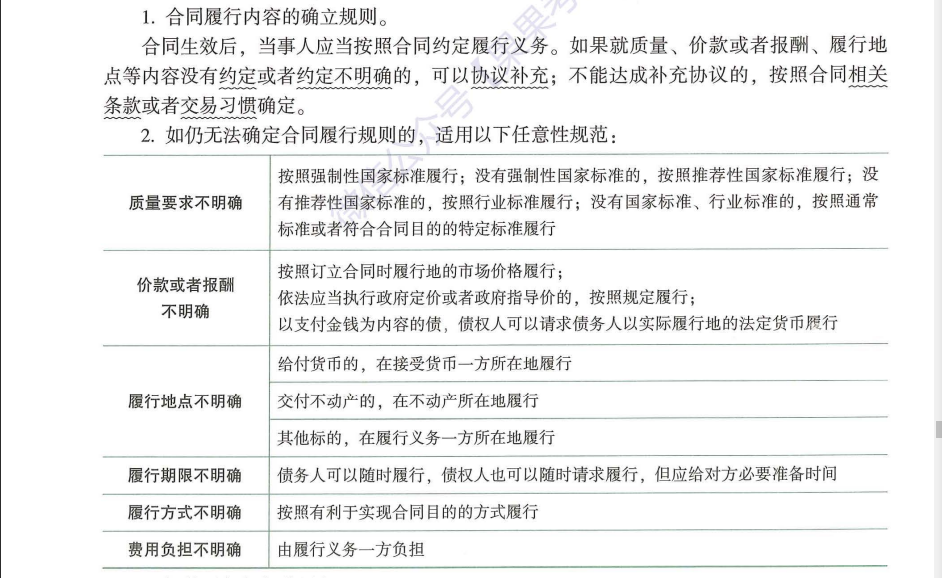 1. 合同履行内容的确立规则。
合同生效后，当事人应当按照合同约定履行义务。如果就质量、价款或者报酬、履行地
点等内容没有约定或者约定不明确的，可以协议补充；不能达成补充协议的，按照合同相关
条款或者交易习惯确定。
2. 如仍无法确定合同履行规则的，适用以下任意性规范：
质量要求不明确
按照强制性国家标准履行；没有强制性国家标准的，按照推荐性国家标准履行；没
有推荐性国家标准的，按照行业标准履行；没有国家标准、行业标准的，按照通常
标准或者符合合同目的的特定标准履行
价款或者报酬
不明确
按照订立合同时履行地的市场价格履行；
依法应当执行政府定价或者政府指导价的，按照规定履行；
以支付金钱为内容的债，债权人可以请求债务人以实际履行地的法定货币履行
履行地点不明确
给付货币的，在接受货币一方所在地履行
交付不动产的，在不动产所在地履行
其他标的，在履行义务一方所在地履行
履行期限不明确
债务人可以随时履行，债权人也可以随时请求履行，但应给对方必要准备时间
履行方式不明确
按照有利于实现合同目的的方式履行
费用负担不明确
由履行义务一方负担
微信公众号【果果考